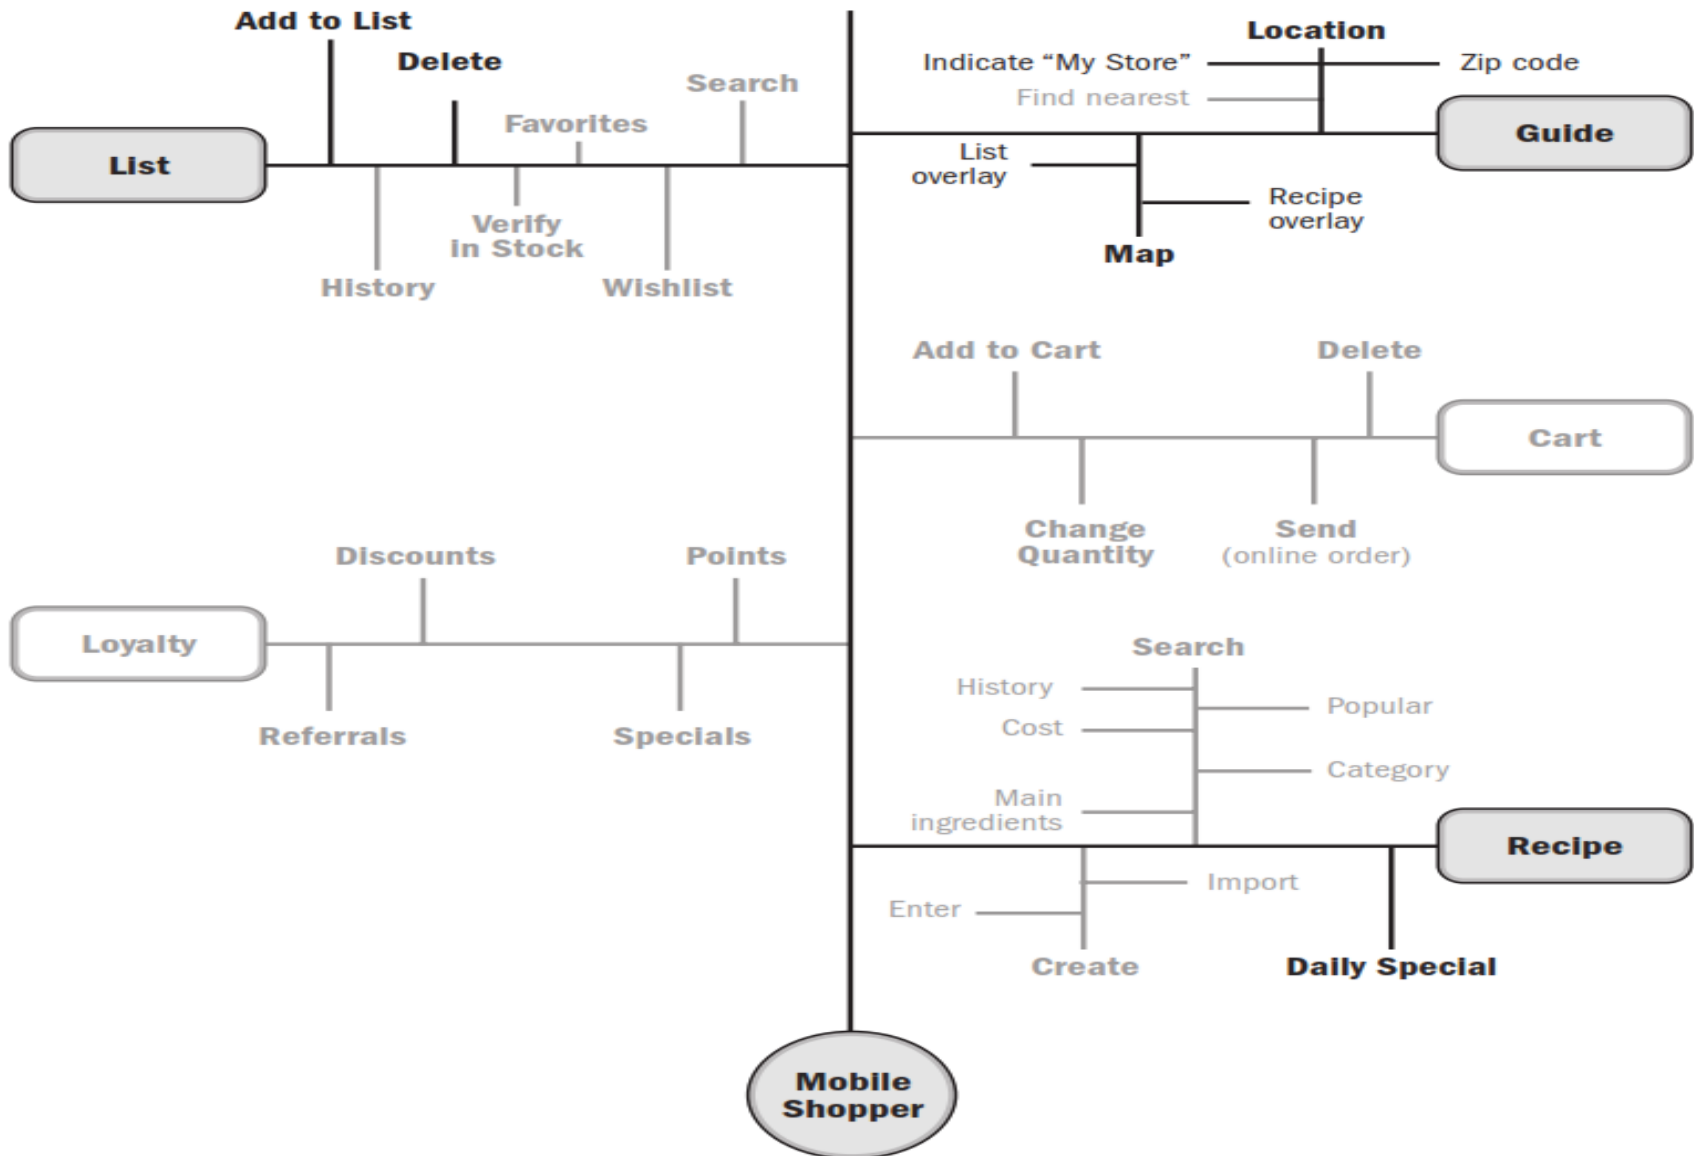 Add to List
Delete
Search
Favorites
List
Verify
in Stock
History
Wishlist
Location
Indicate “My Store”
Zip code
Find nearest
Guide
List
overlay
Recipe
overlay
Map
Add to Cart
Delete
Cart
Change
Quantity
Send
(online order)
Discounts
Points
Loyalty
Referrals
Specials
Search
History
Popular
Cost
Category
Main
ingredients
Recipe
Import
Enter
Create
Daily Special
Mobile
Shopper